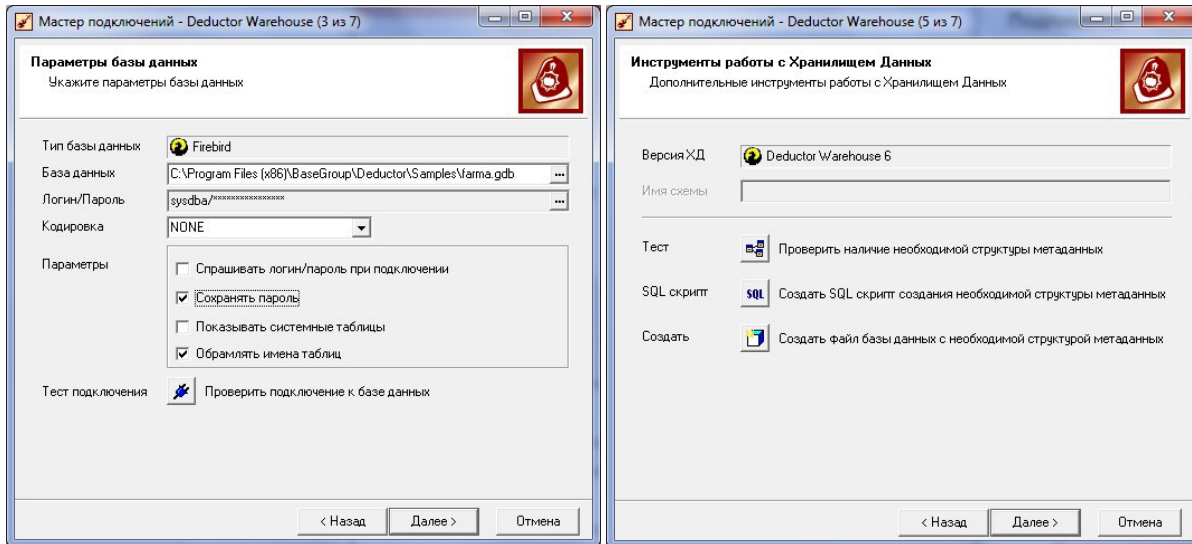 Мастер подключений - Deductor Warehouse (3 из 7)
Параметры базы данных
Укажите параметры базы данных
Тип базы данных Firebird
База данных C:\Program Files (x86)\BaseGroup\Deductor\Samples\farma.gdb ...
Логин/Пароль sysdba/**************** ...
Кодировка NONE
Параметры Спрашивать логин/пароль при подключении
Сохранять пароль
Показывать системные таблицы
Обрамлять имена таблиц
Тест подключения Проверить подключение к базе данных
< Назад Далее > Отмена
Мастер подключений - Deductor Warehouse (5 из 7)
Инструменты работы с Хранилищем Данных
Дополнительные инструменты работы с Хранилищем Данных
Версия ХД Deductor Warehouse 6
Имя схемы
Тест Проверить наличие необходимой структуры метаданных
SQL скрипт SQL Создать SQL скрипт создания необходимой структуры метаданных
Создать Создать файл базы данных с необходимой структурой метаданных
< Назад Далее > Отмена